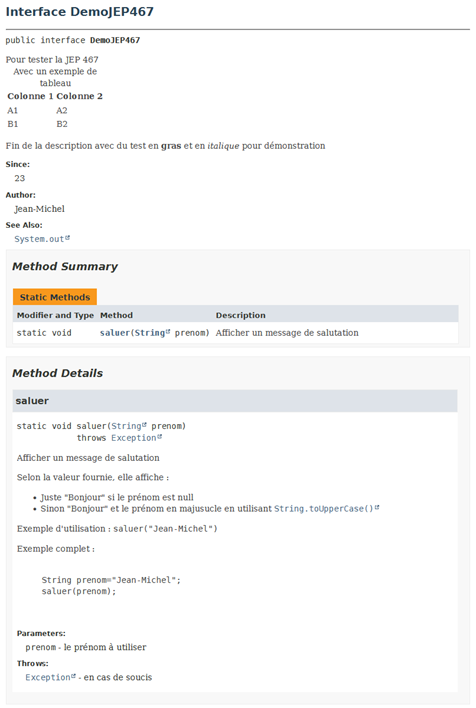 Interface DemoJEP467
public interface DemoJEP467
Pour tester la JEP 467
Avec un exemple de
tableau
Colonne 1 Colonne 2
A1 A2
B1 B2
Fin de la description avec du test en gras et en italique pour démonstration
Since:
23
Author:
Jean-Michel
See Also:
System.out
Method Summary
Static Methods
Modifier and Type Method Description
static void saluer(String prenom) Afficher un message de salutation
Method Details
saluer
static void saluer(String prenom)
throws Exception
Afficher un message de salutation
Selon la valeur fournie, elle affiche :
• Juste "Bonjour" si le prénom est null
• Sinon "Bonjour" et le prénom en majuscule en utilisant String.toUpperCase()
Exemple d'utilisation : saluer("Jean-Michel")
Exemple complet :
String prenom="Jean-Michel";
saluer(prenom);
Parameters:
prenom - le prénom à utiliser
Throws:
Exception - en cas de soucis